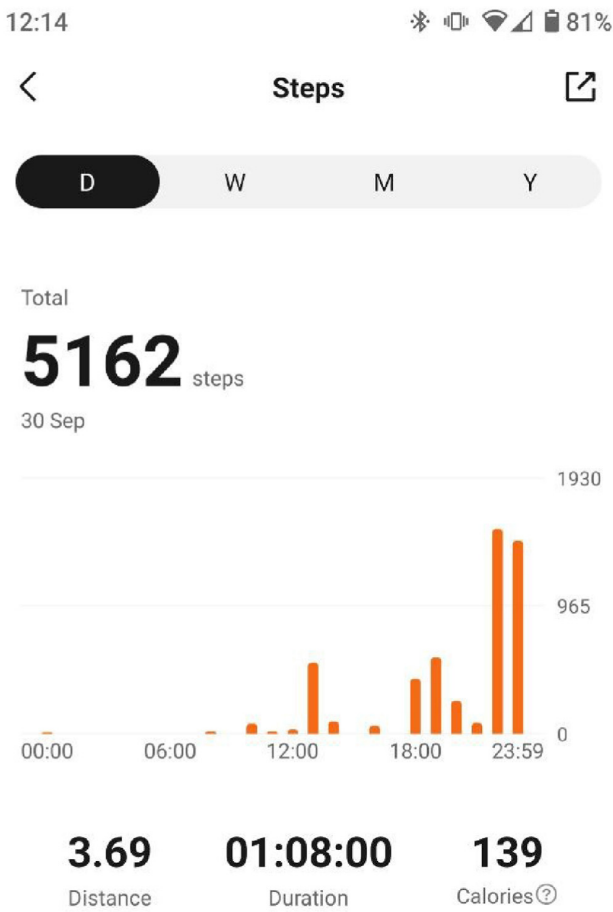 12:14 81%
Steps
D W M Y
Total
5162 steps
30 Sep
1930
965
0
00:00 06:00 12:00 18:00 23:59
3.69 01:08:00 139
Distance Duration Calories ?